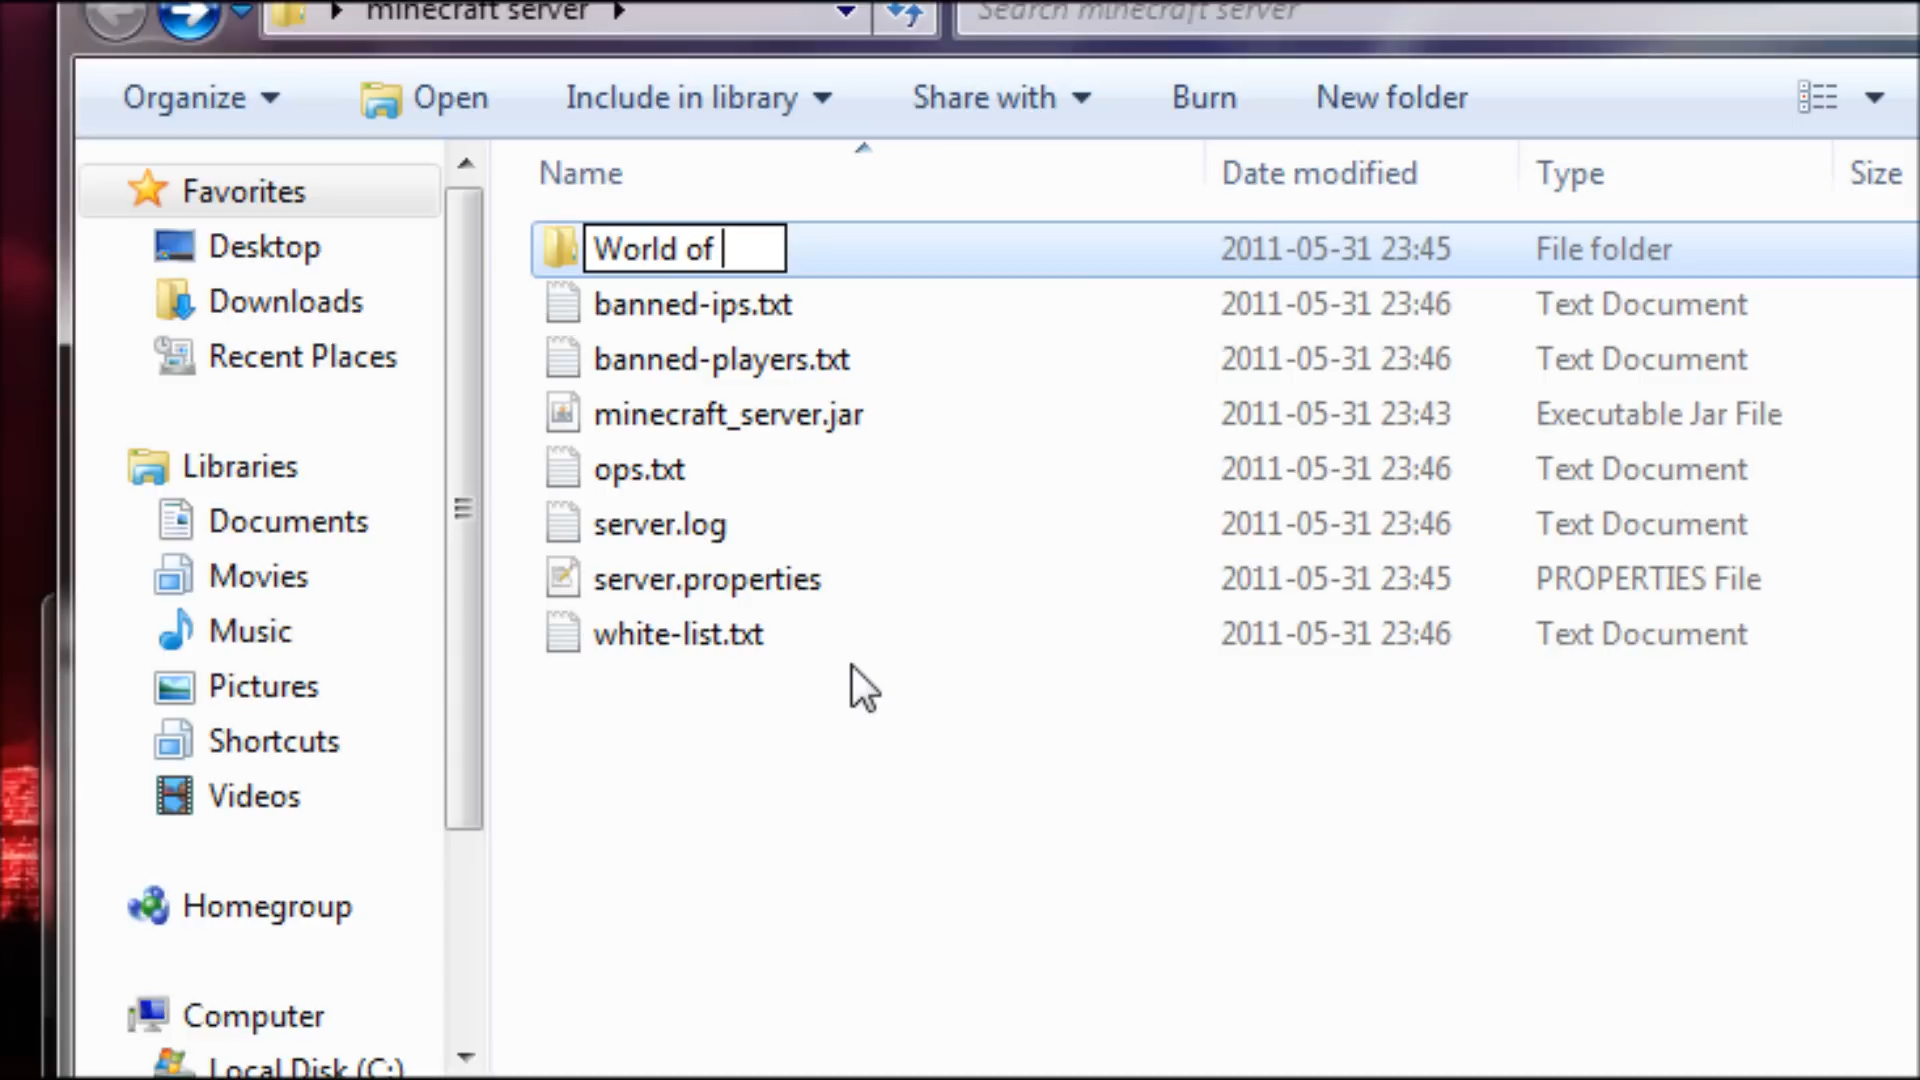 minecraft server
Search minecraft server
Organize
Open
Include in library
Share with
Burn
New folder
Favorites
Desktop
Downloads
Recent Places
Libraries
Documents
Movies
Music
Pictures
Shortcuts
Videos
Homegroup
Computer
Local Disk (C:)
Name Date modified Type Size
World of 2011-05-31 23:45 File folder
banned-ips.txt 2011-05-31 23:46 Text Document
banned-players.txt 2011-05-31 23:46 Text Document
minecraft_server.jar 2011-05-31 23:43 Executable Jar File
ops.txt 2011-05-31 23:46 Text Document
server.log 2011-05-31 23:46 Text Document
server.properties 2011-05-31 23:45 PROPERTIES File
white-list.txt 2011-05-31 23:46 Text Document